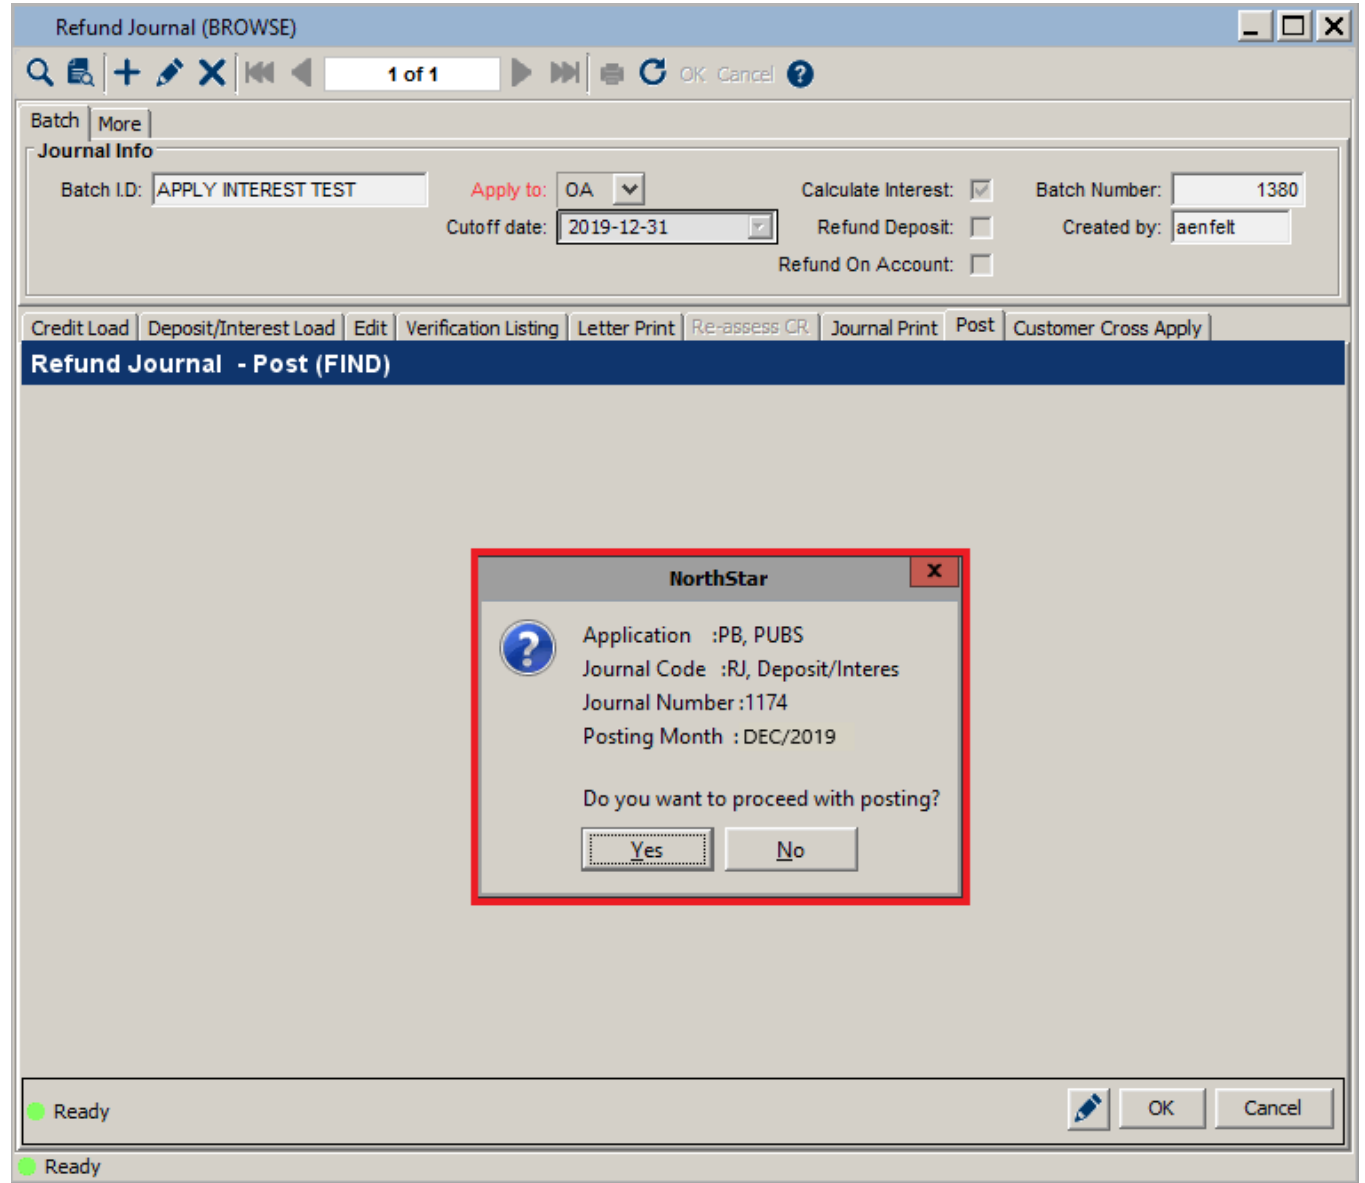 Refund Journal (BROWSE)
1 of 1 OK Cancel
Batch More
Journal Info
Batch I.D: APPLY INTEREST TEST Apply to: OA Calculate Interest: Batch Number: 1380
Cutoff date: 2019-12-31 Refund Deposit: Created by: aenfelt
Refund On Account:
Credit Load Deposit/Interest Load Edit Verification Listing Letter Print Re-assess CR Journal Print Post Customer Cross Apply
Refund Journal - Post (FIND)
NorthStar
Application :PB, PUBS
Journal Code :RJ, Deposit/Interes
Journal Number :1174
Posting Month : DEC/2019
Do you want to proceed with posting?
Yes No
Ready OK Cancel
Ready